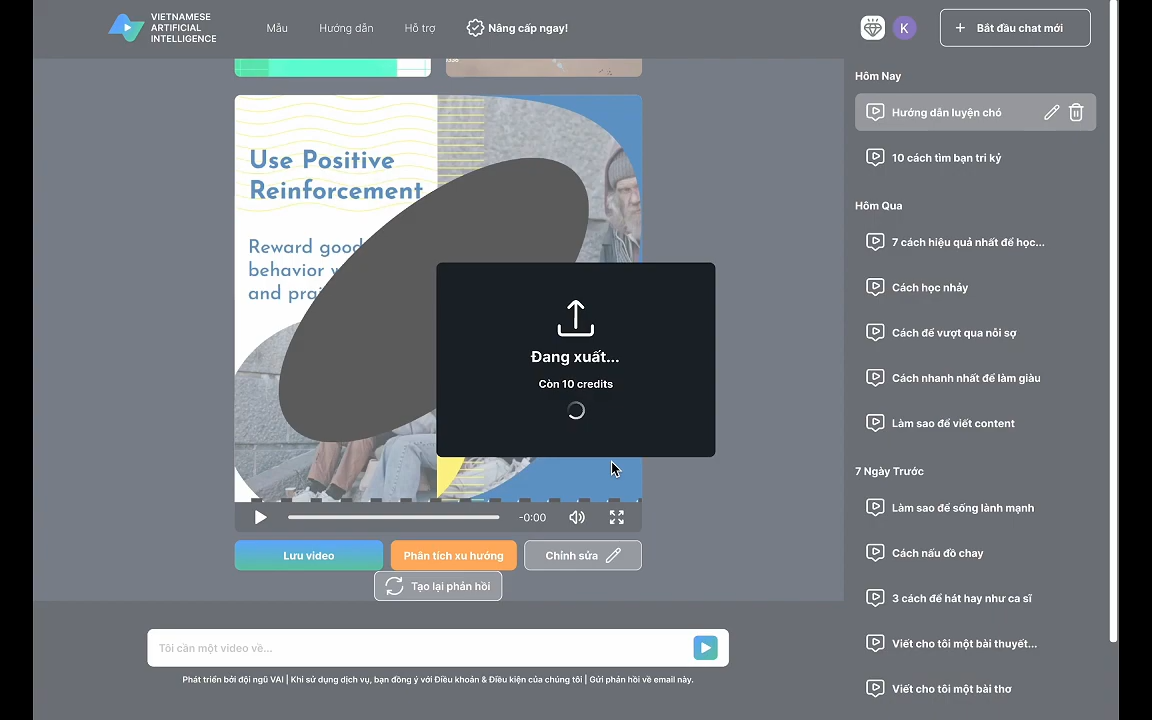 VIETNAMESE
ARTIFICIAL
INTELLIGENCE
Mẫu
Hướng dẫn
Hỗ trợ
Nâng cấp ngay!
K
+ Bắt đầu chat mới
Use Positive
Reinforcement
Reward good
behavior
and prai
Đang xuất...
Còn 10 credits
-0:00
Lưu video
Phân tích xu hướng
Chỉnh sửa
Tạo lại phản hồi
Tôi cần một video về...
Phát triển bởi đội ngũ VAI | Khi sử dụng dịch vụ, bạn đồng ý với Điều khoản & Điều kiện của chúng tôi | Gửi phản hồi về email này.
Hôm Nay
Hướng dẫn luyện chó
10 cách tìm bạn tri kỷ
Hôm Qua
7 cách hiệu quả nhất để học...
Cách học nhảy
Cách để vượt qua nỗi sợ
Cách nhanh nhất để làm giàu
Làm sao để viết content
7 Ngày Trước
Làm sao để sống lành mạnh
Cách nấu đồ chay
3 cách để hát hay như ca sĩ
Viết cho tôi một bài thuyết...
Viết cho tôi một bài thơ